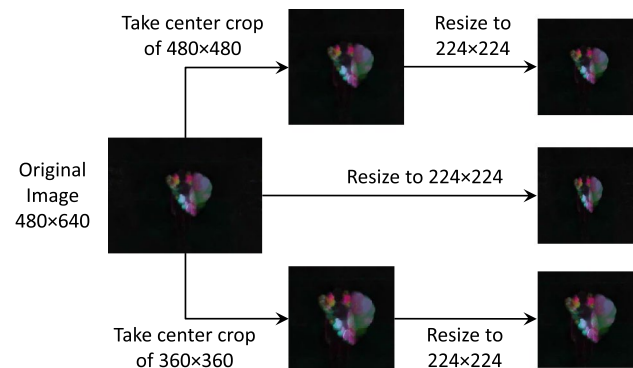 Take center crop
of 480×480
Resize to
224×224
Original
Image
480×640
Resize to 224×224
Take center crop
of 360×360
Resize to
224×224